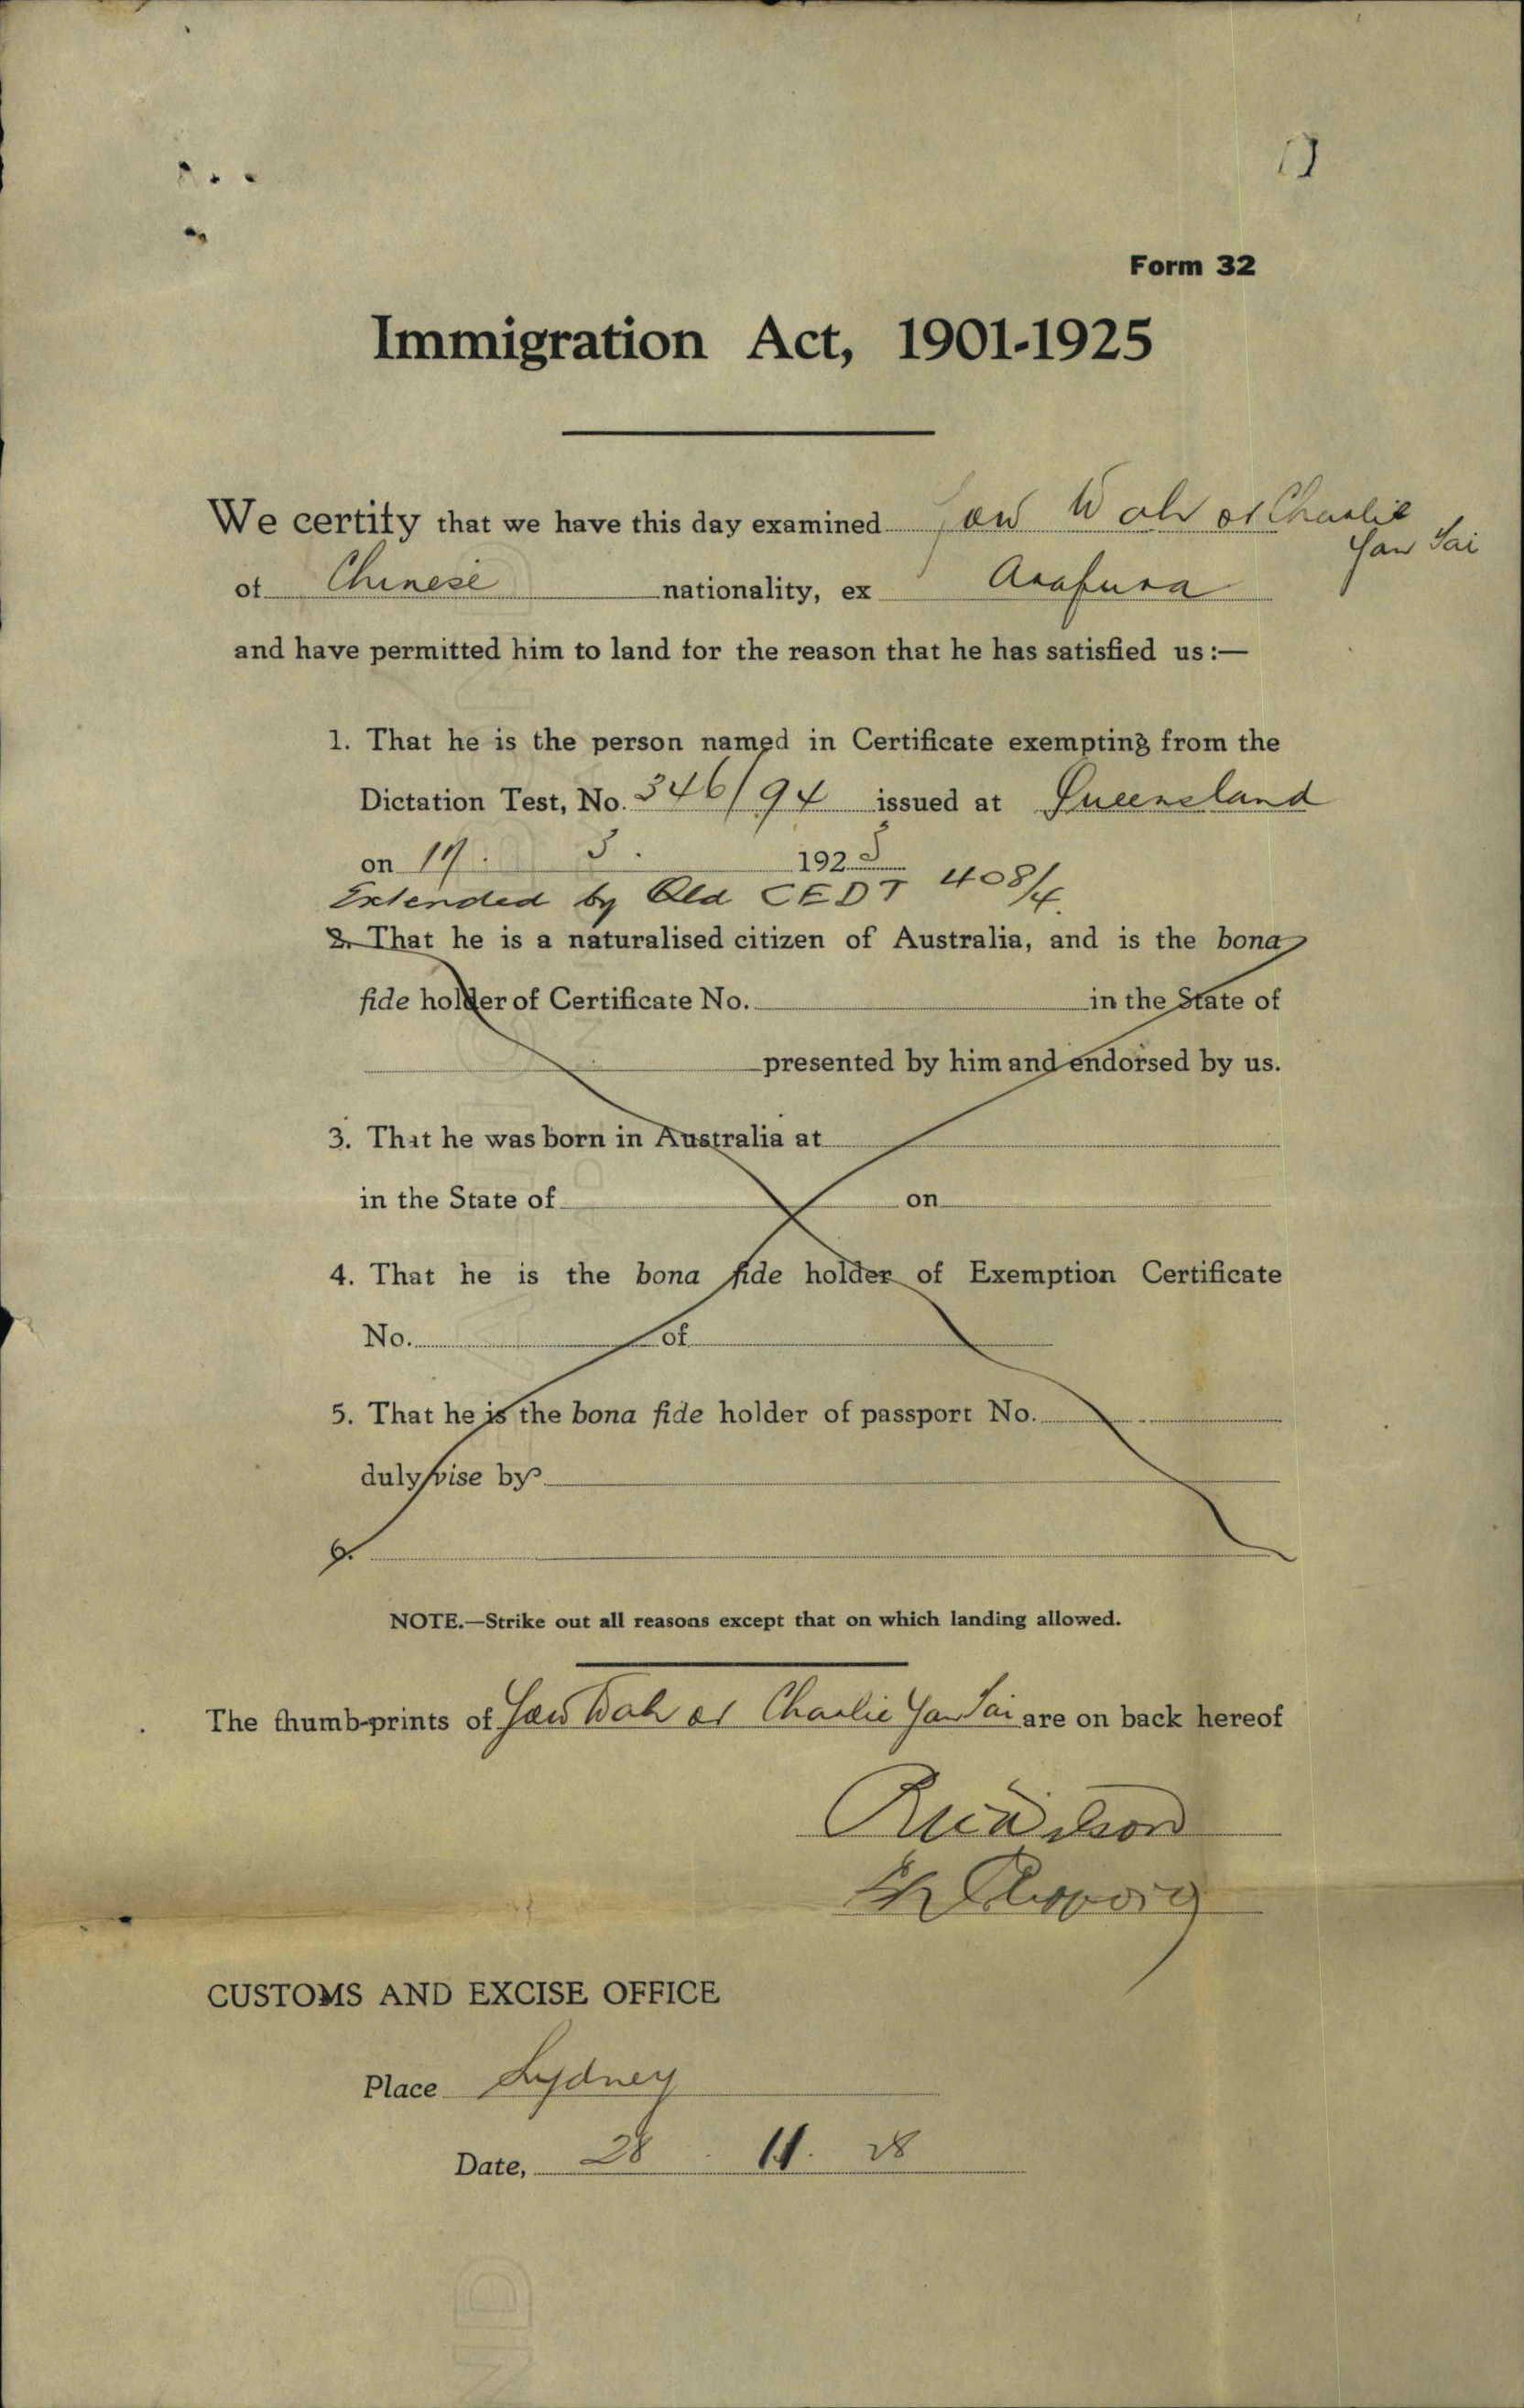 Form 32
Immigration Act, 1901-1925
We certify that we have this day examined Yaw Wah or Charlie
Yaw Sai
of Chinese nationality, ex Arafura
and have permitted him to land for the reason that he has satisfied us:—
1. That he is the person named in Certificate exempting from the
Dictation Test, No. 346/94 issued at Queensland
on 19. 5. 1925
Extended by Qld CEDT 408/4.
2. That he is a naturalised citizen of Australia, and is the bona
fide holder of Certificate No. in the State of
presented by him and endorsed by us.
3. That he was born in Australia at
in the State of on
4. That he is the bona fide holder of Exemption Certificate
No. of
5. That he is the bona fide holder of passport No.
duly vise by
6.
NOTE.—Strike out all reasons except that on which landing allowed.
The thumb-prints of Yaw Wah or Charlie Yaw Sai are on back hereof
CUSTOMS AND EXCISE OFFICE
Place Sydney
Date, 28 . 11. 28